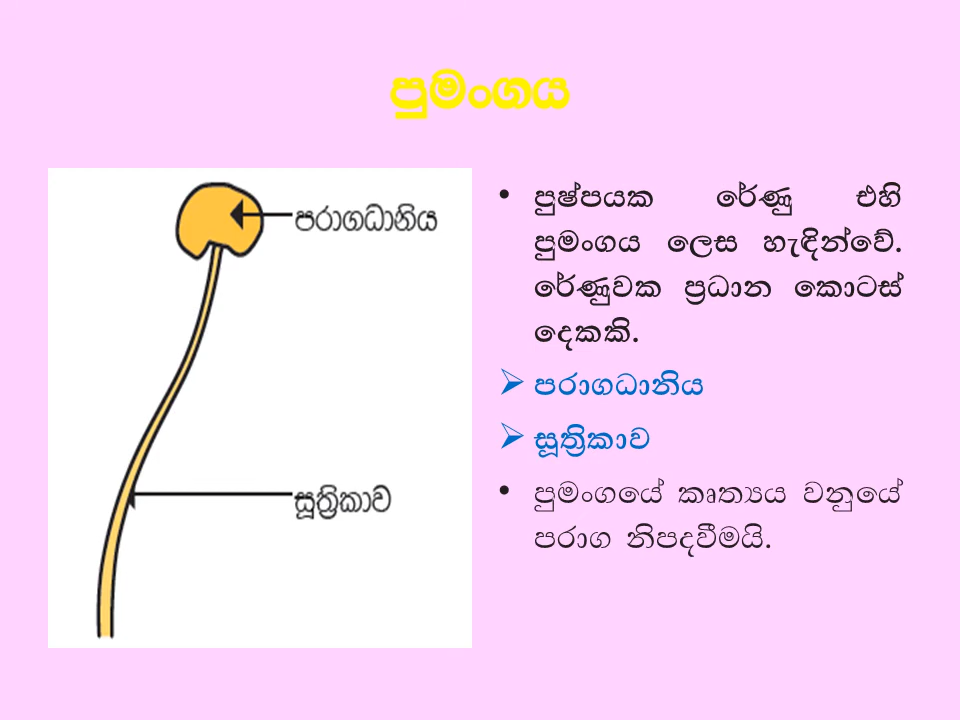 පුමංගය
පරාගධානිය
සූත්‍රිකාව
• පුෂ්පයක රේණු එහි
පුමංගය ලෙස හැඳින්වේ.
රේණුවක ප්‍රධාන කොටස්
දෙකකි.
➢ පරාගධානිය
➢ සූත්‍රිකාව
• පුමංගයේ කෘත්‍යය වනුයේ
පරාග නිපදවීමයි.